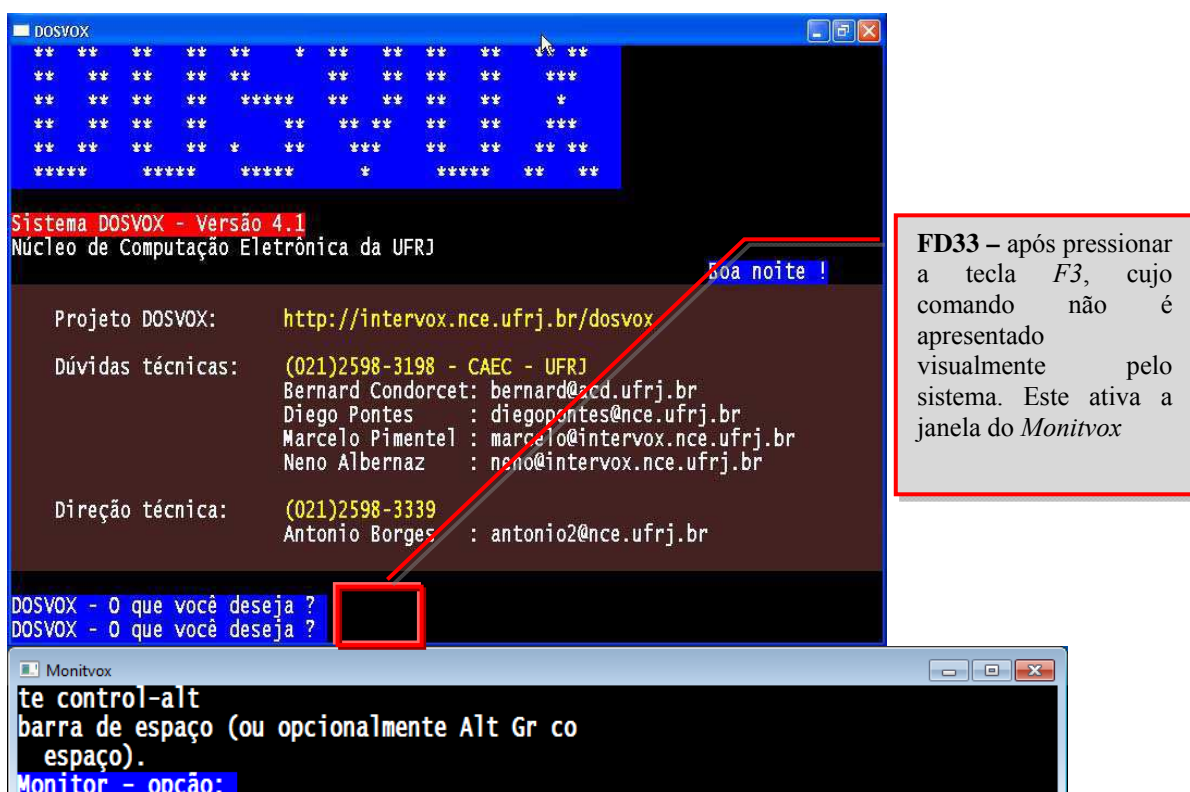 DOSVOX
Sistema DOSVOX - Versão 4.1
Núcleo de Computação Eletrônica da UFRJ
Boa noite !
Projeto DOSVOX: http://intervox.nce.ufrj.br/dosvox
Dúvidas técnicas: (021)2598-3198 - CAEC - UFRJ
Bernard Condorcet: bernard@acd.ufrj.br
Diego Pontes : diegopontes@nce.ufrj.br
Marcelo Pimentel : marcelo@intervox.nce.ufrj.br
Neno Albernaz : neno@intervox.nce.ufrj.br
Direção técnica: (021)2598-3339
Antonio Borges : antonio2@nce.ufrj.br
DOSVOX - O que você deseja ?
DOSVOX - O que você deseja ?
FD33 – após pressionar
a tecla F3, cujo
comando não é
apresentado
visualmente pelo
sistema. Este ativa a
janela do Monitvox
Monitvox
te control-alt
barra de espaço (ou opcionalmente Alt Gr co
espaço).
Monitor - opção: